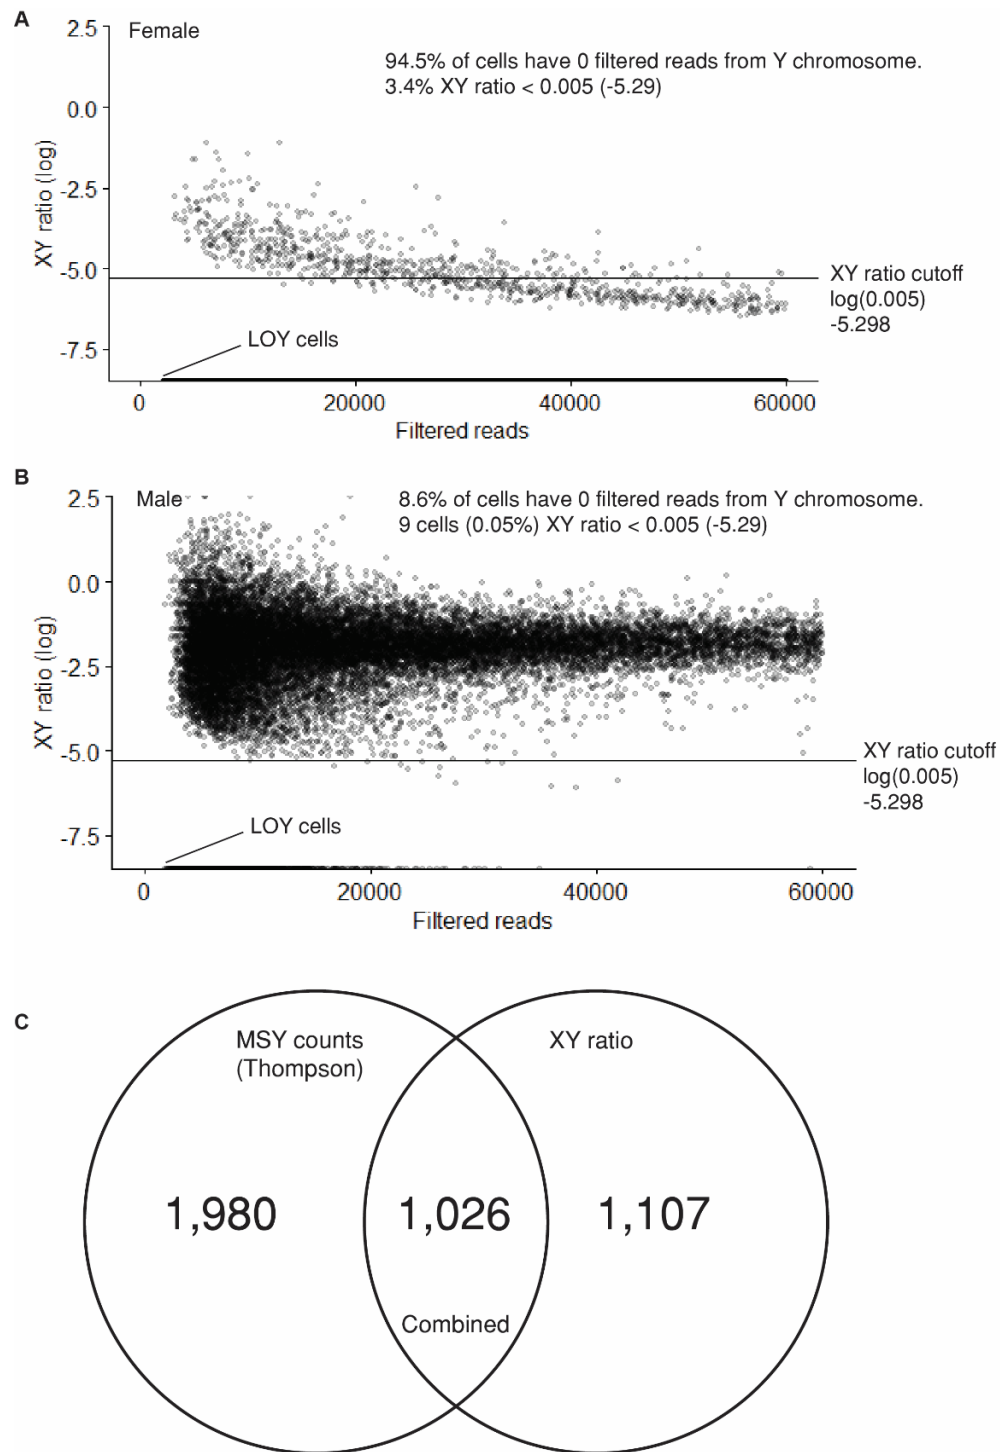 A
Female
94.5% of cells have 0 filtered reads from Y chromosome.
3.4% XY ratio < 0.005 (-5.29)
XY ratio (log)
2.5
0.0
-2.5
-5.0
-7.5
XY ratio cutoff
log(0.005)
-5.298
LOY cells
0
20000
40000
60000
Filtered reads
B
Male
8.6% of cells have 0 filtered reads from Y chromosome.
9 cells (0.05%) XY ratio < 0.005 (-5.29)
XY ratio (log)
2.5
0.0
-2.5
-5.0
-7.5
XY ratio cutoff
log(0.005)
-5.298
LOY cells
0
20000
40000
60000
Filtered reads
C
MSY counts
(Thompson)
XY ratio
1,980
1,026
1,107
Combined